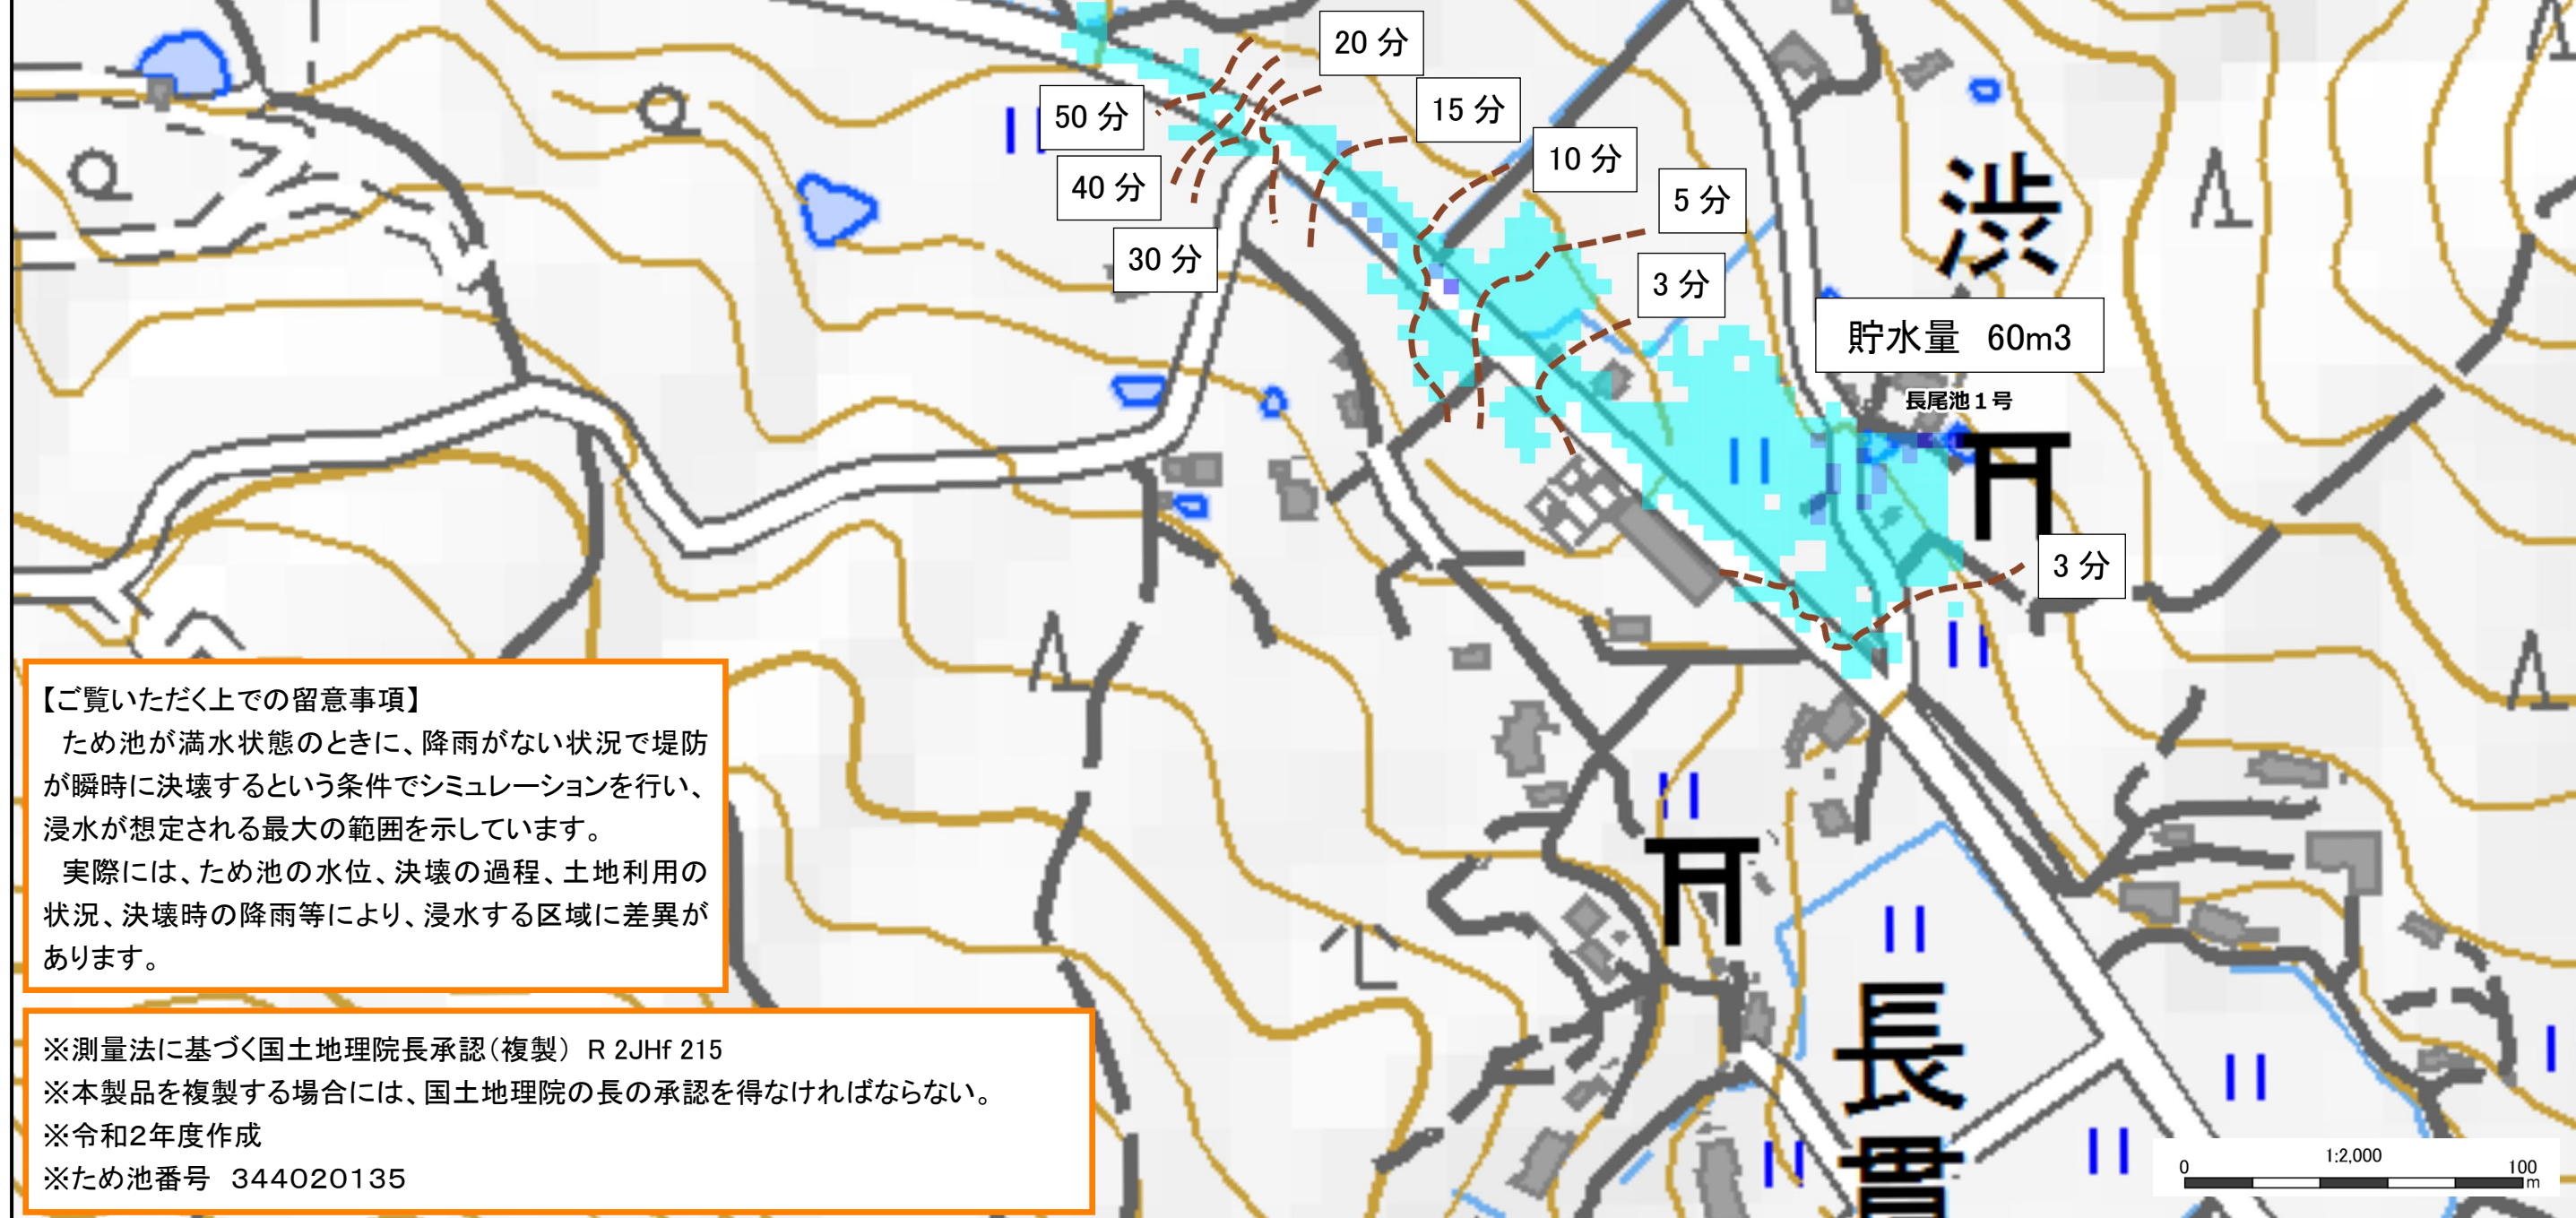 20 分
50 分
15 分
10 分
40 分
5 分
30 分
3 分
渋
貯水量　60m3
長尾池１号
3 分
【ご覧いただく上での留意事項】
ため池が満水状態のときに、降雨がない状況で堤防
が瞬時に決壊するという条件でシミュレーションを行い、
浸水が想定される最大の範囲を示しています。
実際には、ため池の水位、決壊の過程、土地利用の
状況、決壊時の降雨等により、浸水する区域に差異が
あります。
※測量法に基づく国土地理院長承認（複製） R 2JHf 215
※本製品を複製する場合には、国土地理院の長の承認を得なければならない。
※令和２年度作成
※ため池番号　344020135
長
貫
1:2,000
0 100
m